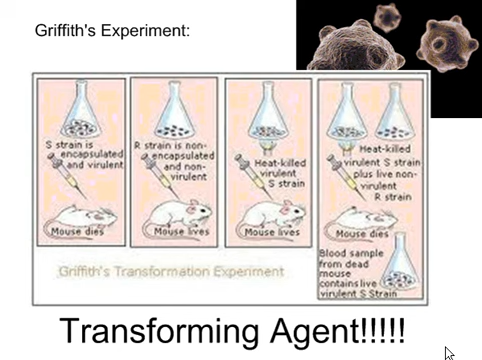 Griffith's Experiment:
S strain is
encapsulated
and virulent
Mouse dies
R strain is non-
encapsulated
and non-
virulent
Mouse lives
Heat-killed
virulent
S strain
Mouse lives
Heat-killed
virulent S strain
plus live non-
virulent
R strain
Mouse dies
Blood sample
from dead
mouse
contains live
virulent S Strain
Griffith's Transformation Experiment
Transforming Agent!!!!!